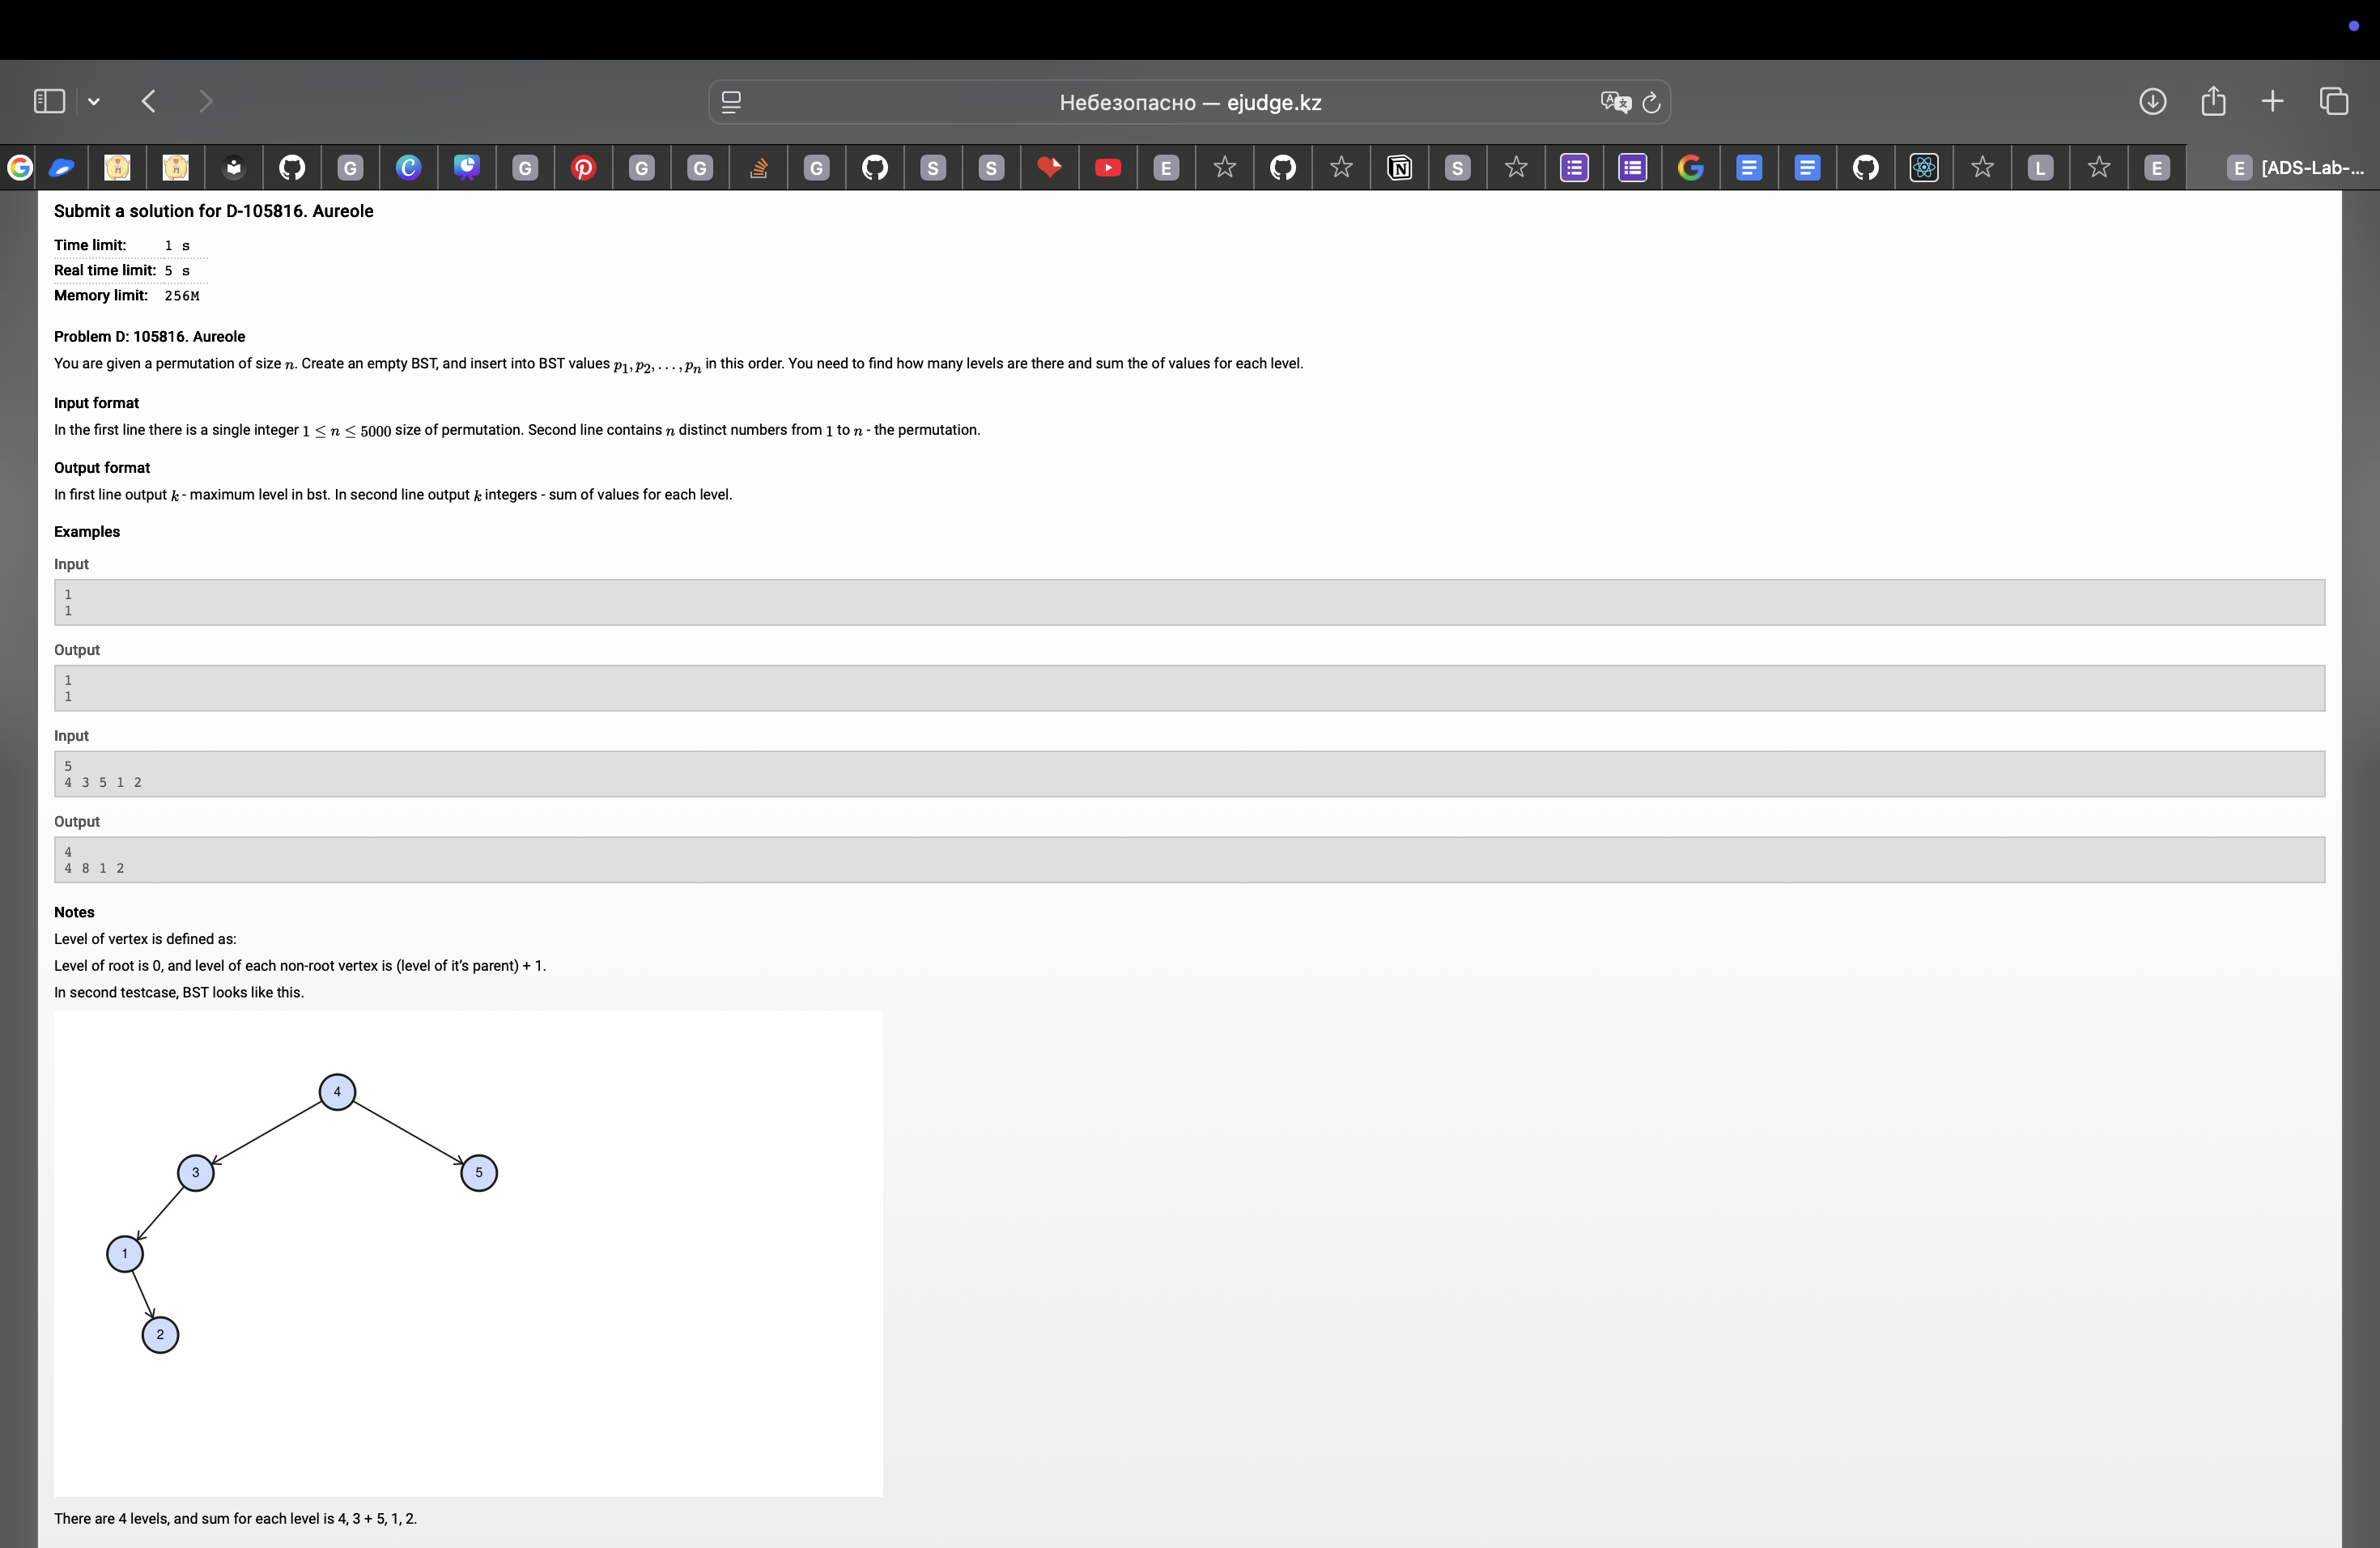 Небезопасно — ejudge.kz
G C G G G G S S E S L E E [ADS-Lab-...
Submit a solution for D-105816. Aureole
Time limit: 1 s
Real time limit: 5 s
Memory limit: 256M
Problem D: 105816. Aureole
You are given a permutation of size n. Create an empty BST, and insert into BST values p₁, p₂, . . . , pₙ in this order. You need to find how many levels are there and sum the of values for each level.
Input format
In the first line there is a single integer 1 ≤ n ≤ 5000 size of permutation. Second line contains n distinct numbers from 1 to n - the permutation.
Output format
In first line output k - maximum level in bst. In second line output k integers - sum of values for each level.
Examples
Input
1
1
Output
1
1
Input
5
4 3 5 1 2
Output
4
4 8 1 2
Notes
Level of vertex is defined as:
Level of root is 0, and level of each non-root vertex is (level of it’s parent) + 1.
In second testcase, BST looks like this.
4
3 5
1
2
There are 4 levels, and sum for each level is 4, 3 + 5, 1, 2.